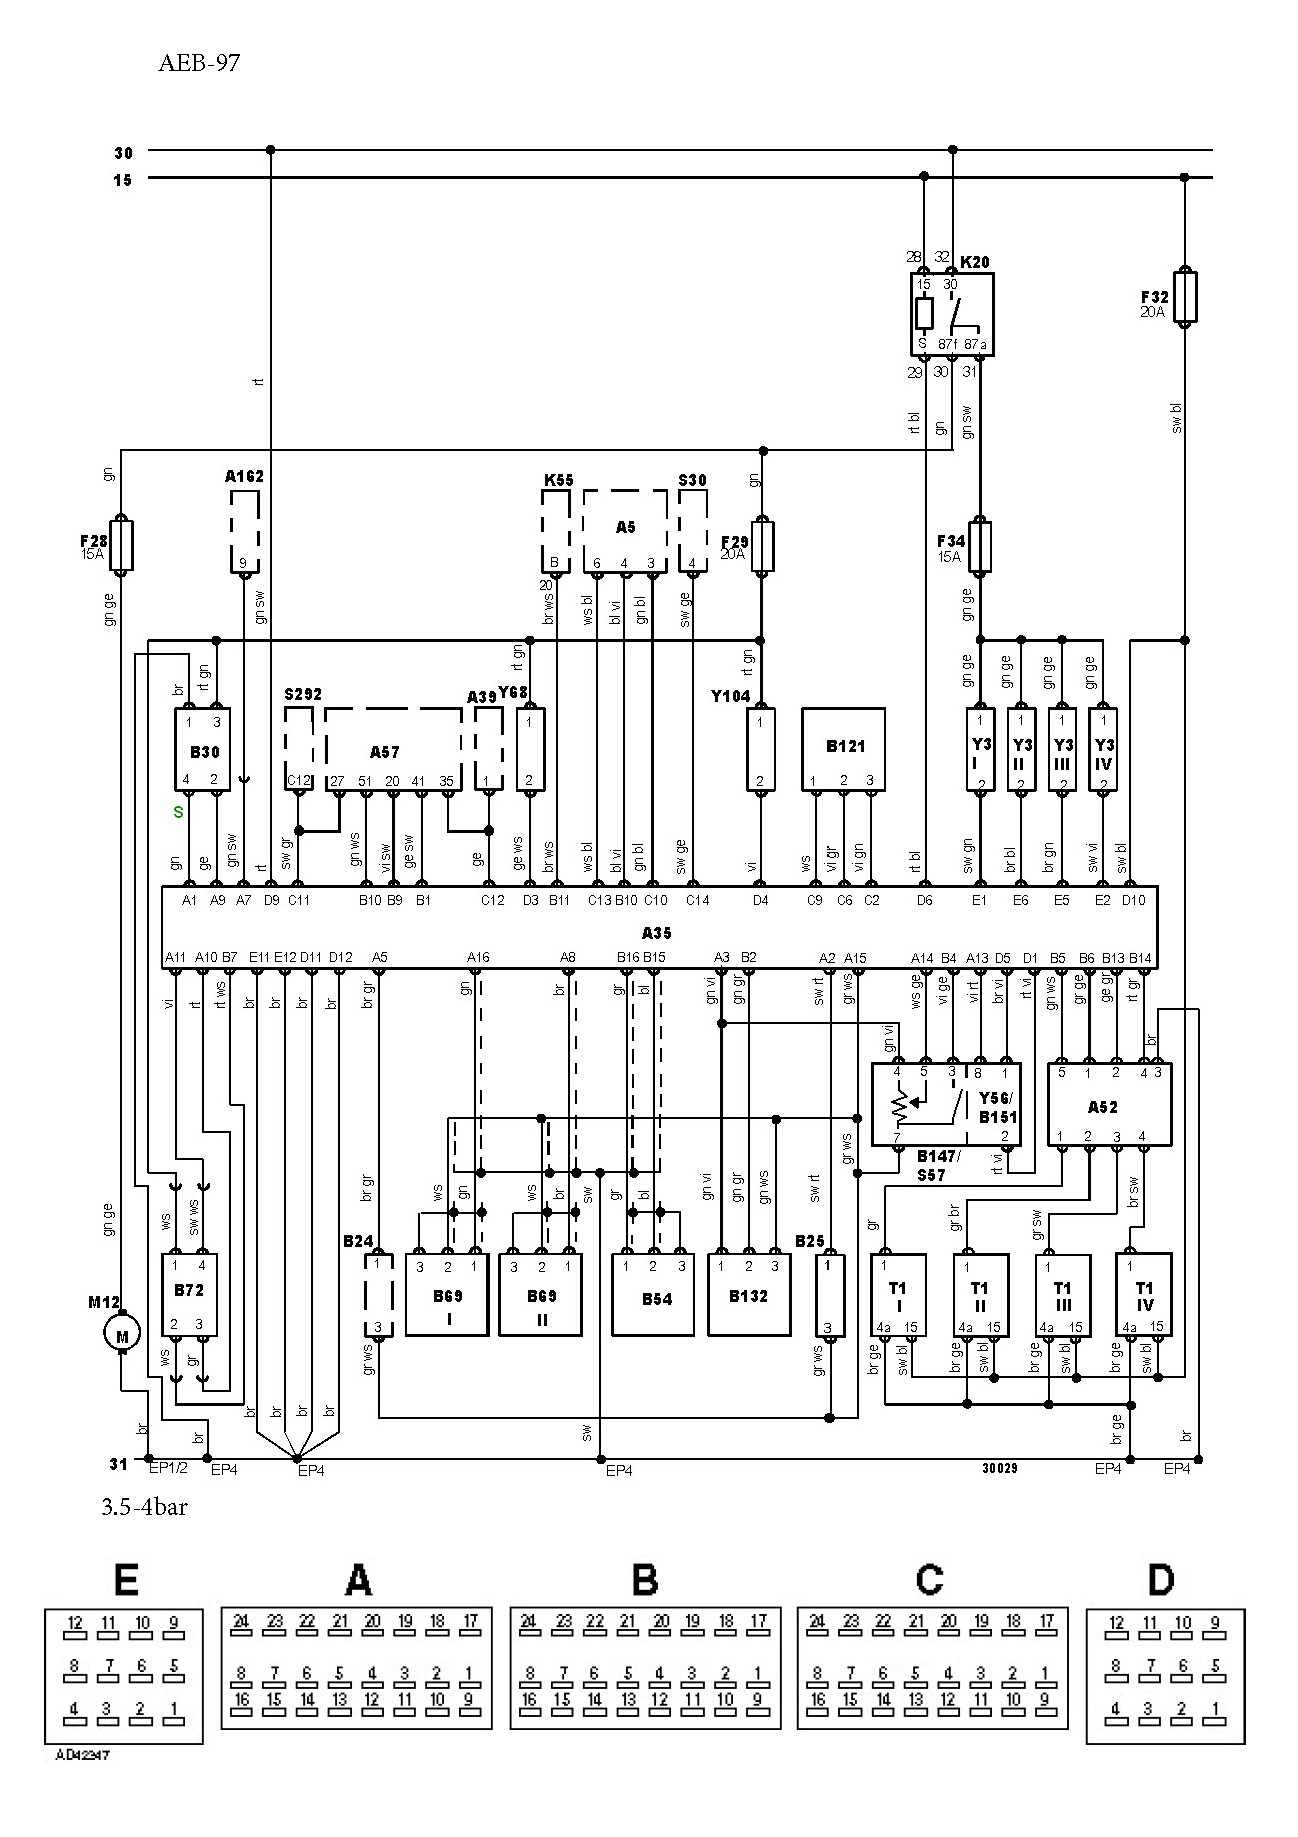 AEB-97
30
15
28 32 K20
15 30
F32
20A
S 87f 87a
29 30 31
rt
rt bl gn gn sw sw bl
gn A162 K55 S30 gn
A5
F28 F29 F34
15A 20A 15A
9 B 6 4 3 4
20
gn ge gn sw br ws ws bl bl vi gn bl sw ge gn ge
br rt gn rt gn rt gn gn ge gn ge gn ge gn ge
S292 A39 Y68 Y104
1 3 1 1 1 1 1 1
B30 A57 B121 Y3 Y3 Y3 Y3
I II III IV
4 2 C12 27 51 20 41 35 1 2 2 1 2 3 2 2 2 2
S
gn ge gn sw rt sw gr gn ws vi sw ge sw ge ge ws br ws ws bl bl vi gn bl sw ge vi ws vi gr vi gn rt bl sw gn br bl br gn sw vi sw bl
A1 A9 A7 D9 C11 B10 B9 B1 C12 D3 B11 C13 B10 C10 C14 D4 C9 C6 C2 D6 E1 E6 E5 E2 D10
A35
A11 A10 B7 E11 E12 D11 D12 A5 A16 A8 B16 B15 A3 B2 A2 A15 A14 B4 A13 D5 D1 B5 B6 B13 B14
vi rt rt ws br br br br br gr gn br gr bl gn vi gn gr sw rt gr ws ws ge vi ge vi rt br vi rt vi gn ws gr ge ge gr rt gr
gn vi br
4 5 3 8 1 5 1 2 4 3
Y56/
B151
A52
7 2 1 2 3 4
B147/
S57
gn ge ws sw ws br gr ws gn ws br sw gr bl gn vi gn gr gn ws sw rt gr ws rt vi gr gr br gr sw br sw
B24 B25
1 4 1 3 2 1 3 2 1 1 2 3 1 2 3 1 1 1 1 1
M12 B72 B69 B69 B54 B132 T1 T1 T1 T1
I II I II III IV
M 2 3 3 3 4a 15 4a 15 4a 15 4a 15
ws gr gr ws gr ws br ge sw bl br ge sw bl br ge sw bl br ge sw bl
br br br br br br sw br ge br
31 EP1/2 EP4 EP4 EP4 30029 EP4 EP4
3.5-4bar
E A B C D
12 11 10 9 24 23 22 21 20 19 18 17 24 23 22 21 20 19 18 17 24 23 22 21 20 19 18 17 12 11 10 9
8 7 6 5 8 7 6 5 4 3 2 1 8 7 6 5 4 3 2 1 8 7 6 5 4 3 2 1 8 7 6 5
4 3 2 1 16 15 14 13 12 11 10 9 16 15 14 13 12 11 10 9 16 15 14 13 12 11 10 9 4 3 2 1
AD42347